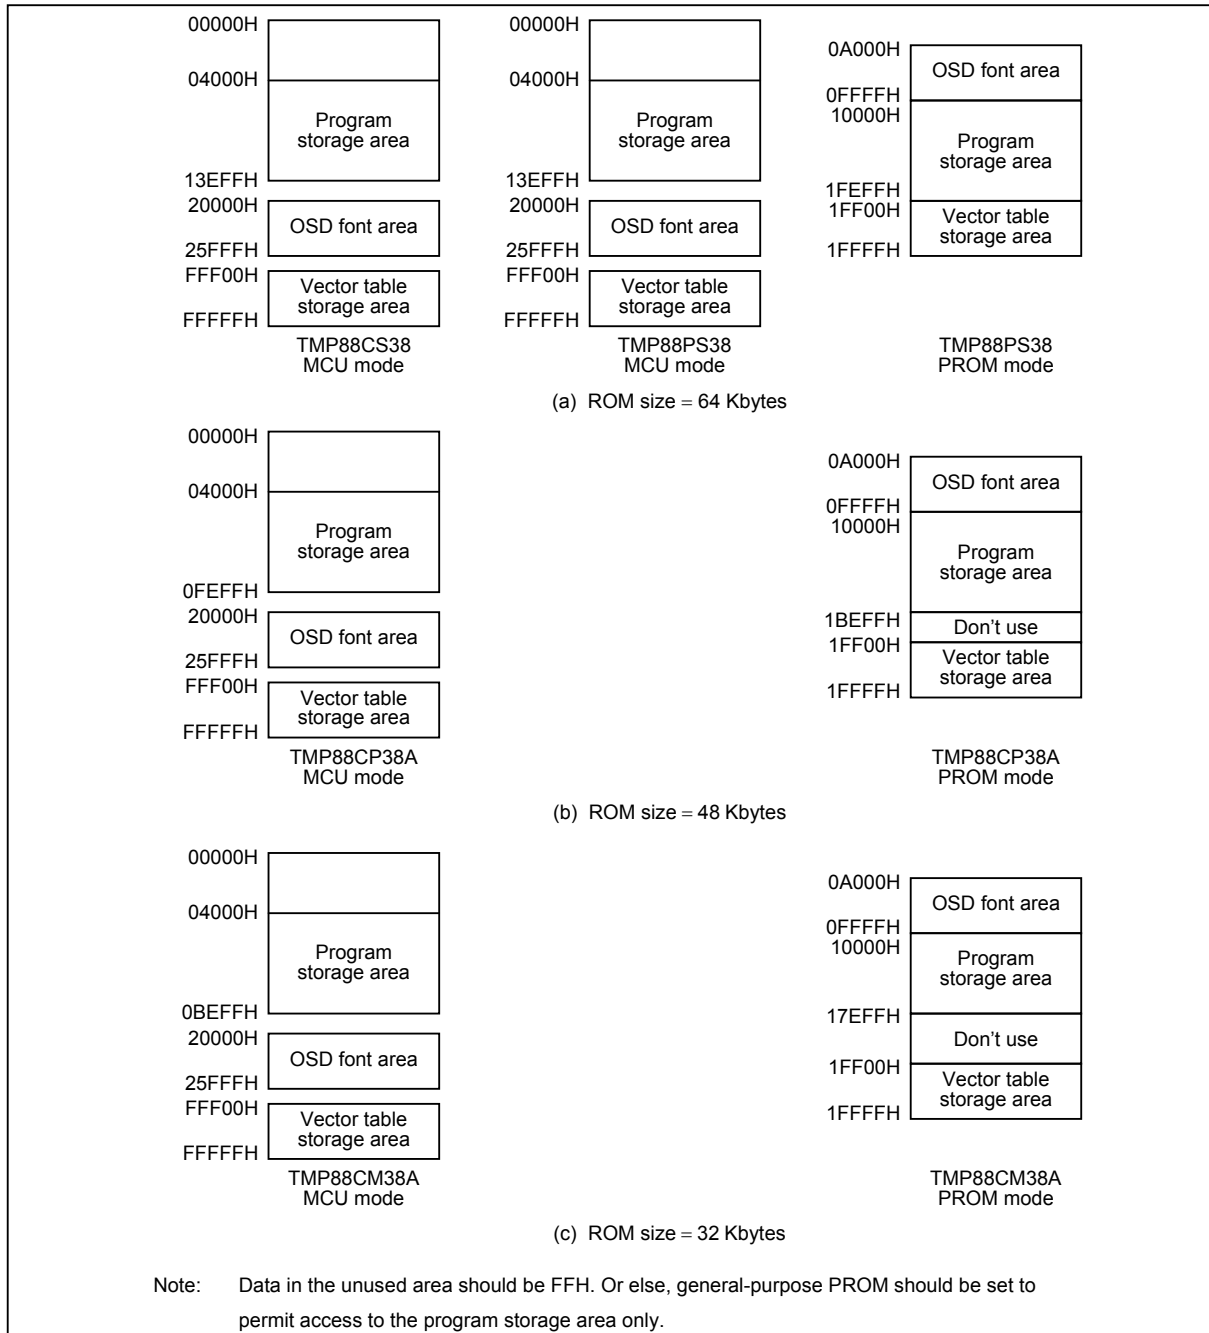 00000H
04000H
Program
storage area
13EFFH
20000H
OSD font area
25FFFH
FFF00H
Vector table
storage area
FFFFFH
TMP88CS38
MCU mode
00000H
04000H
Program
storage area
13EFFH
20000H
OSD font area
25FFFH
FFF00H
Vector table
storage area
FFFFFH
TMP88PS38
MCU mode
0A000H
OSD font area
0FFFFH
10000H
Program
storage area
1FEFFH
1FF00H
Vector table
storage area
1FFFFH
TMP88PS38
PROM mode
(a) ROM size = 64 Kbytes
00000H
04000H
Program
storage area
0FEFFH
20000H
OSD font area
25FFFH
FFF00H
Vector table
storage area
FFFFFH
TMP88CP38A
MCU mode
0A000H
OSD font area
0FFFFH
10000H
Program
storage area
1BEFFH
Don't use
1FF00H
Vector table
storage area
1FFFFH
TMP88CP38A
PROM mode
(b) ROM size = 48 Kbytes
00000H
04000H
Program
storage area
0BEFFH
20000H
OSD font area
25FFFH
FFF00H
Vector table
storage area
FFFFFH
TMP88CM38A
MCU mode
0A000H
OSD font area
0FFFFH
10000H
Program
storage area
17EFFH
Don't use
1FF00H
Vector table
storage area
1FFFFH
TMP88CM38A
PROM mode
(c) ROM size = 32 Kbytes
Note: Data in the unused area should be FFH. Or else, general-purpose PROM should be set to
permit access to the program storage area only.